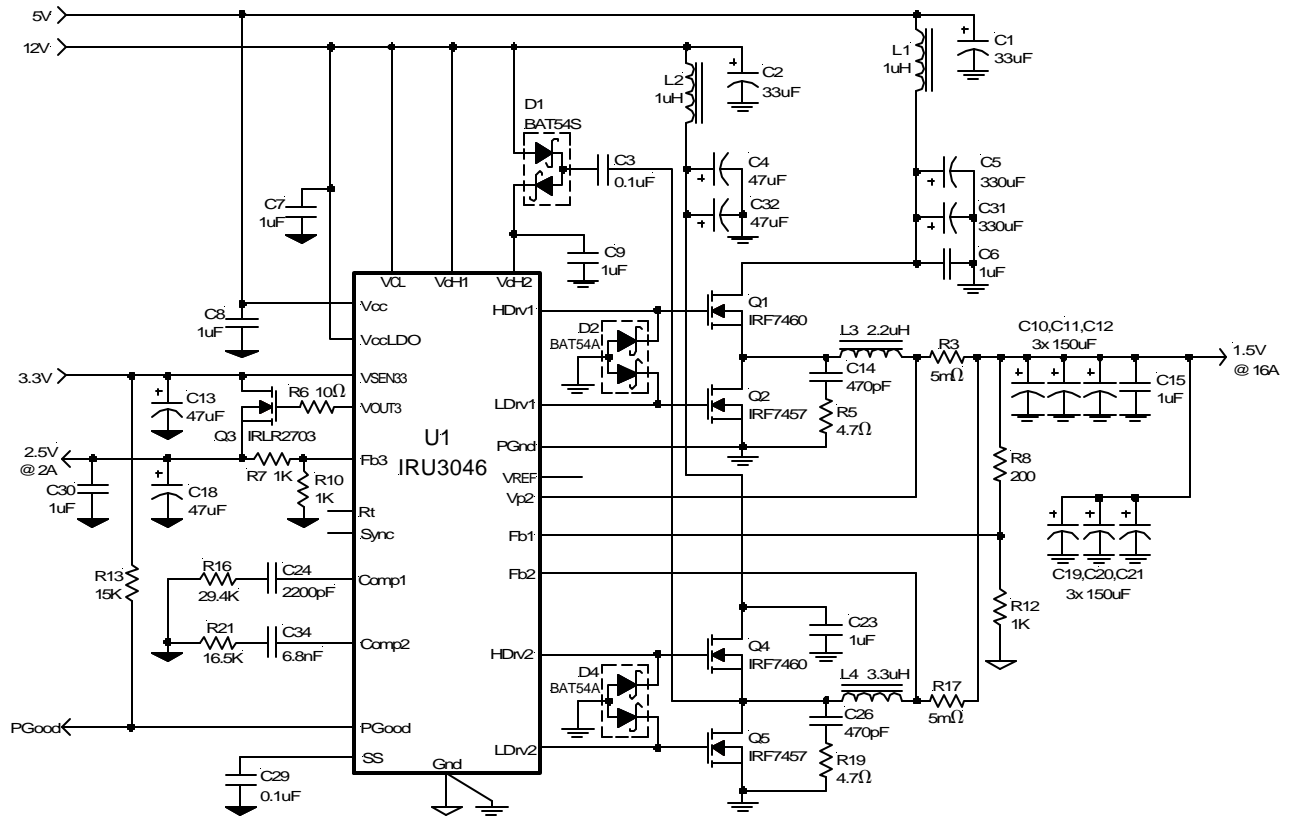 5V
12V
L1
1uH
C1
33uF
L2
1uH
C2
33uF
D1
BAT54S
C3
0.1uF
C4
47uF
C32
47uF
C5
330uF
C31
330uF
C6
1uF
C7
1uF
C9
1uF
C8
1uF
VCL
VcH1
VcH2
Vcc
VccLDO
VSEN33
VOUT3
Fb3
Rt
Sync
Comp1
Comp2
PGood
SS
Gnd
U1
IRU3046
HDrv1
LDrv1
PGnd
VREF
Vp2
Fb1
Fb2
HDrv2
LDrv2
3.3V
C13
47uF
R6 10Ω
Q3
IRLR2703
2.5V
@ 2A
C30
1uF
C18
47uF
R7 1K
R10
1K
R13
15K
R16
29.4K
C24
2200pF
R21
16.5K
C34
6.8nF
PGood
C29
0.1uF
D2
BAT54A
Q1
IRF7460
Q2
IRF7457
L3 2.2uH
C14
470pF
R5
4.7Ω
R3
5mΩ
C10,C11,C12
3x 150uF
C15
1uF
1.5V
@ 16A
R8
200
C19,C20,C21
3x 150uF
R12
1K
C23
1uF
D4
BAT54A
Q4
IRF7460
Q5
IRF7457
L4 3.3uH
C26
470pF
R19
4.7Ω
R17
5mΩ